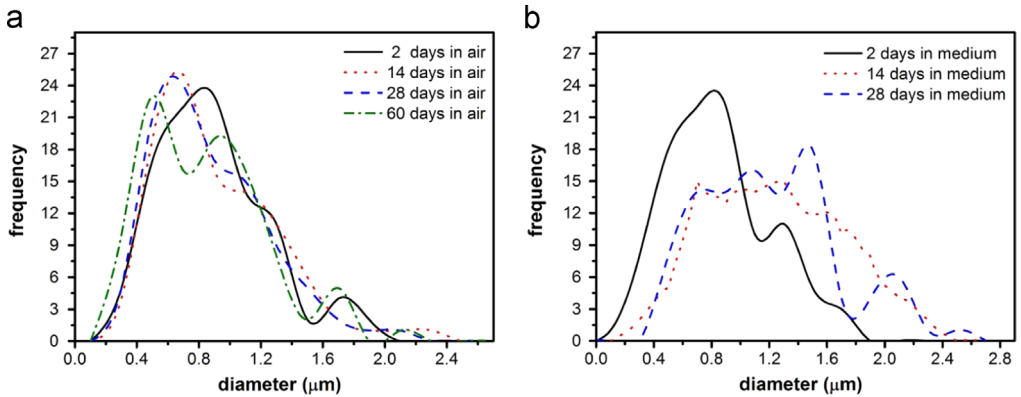 a
frequency
27
24
21
18
15
12
9
6
3
0
0.0 0.4 0.8 1.2 1.6 2.0 2.4
diameter (μm)
2 days in air
14 days in air
28 days in air
60 days in air
b
frequency
27
24
21
18
15
12
9
6
3
0
0.0 0.4 0.8 1.2 1.6 2.0 2.4 2.8
diameter (μm)
2 days in medium
14 days in medium
28 days in medium